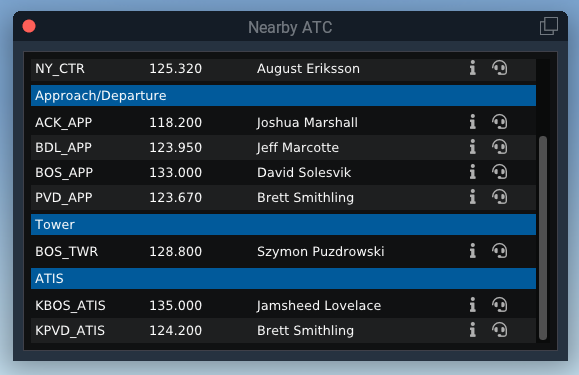 Nearby ATC
NY_CTR 125.320 August Eriksson
Approach/Departure
ACK_APP 118.200 Joshua Marshall
BDL_APP 123.950 Jeff Marcotte
BOS_APP 133.000 David Solesvik
PVD_APP 123.670 Brett Smithling
Tower
BOS_TWR 128.800 Szymon Puzdrowski
ATIS
KBOS_ATIS 135.000 Jamsheed Lovelace
KPVD_ATIS 124.200 Brett Smithling